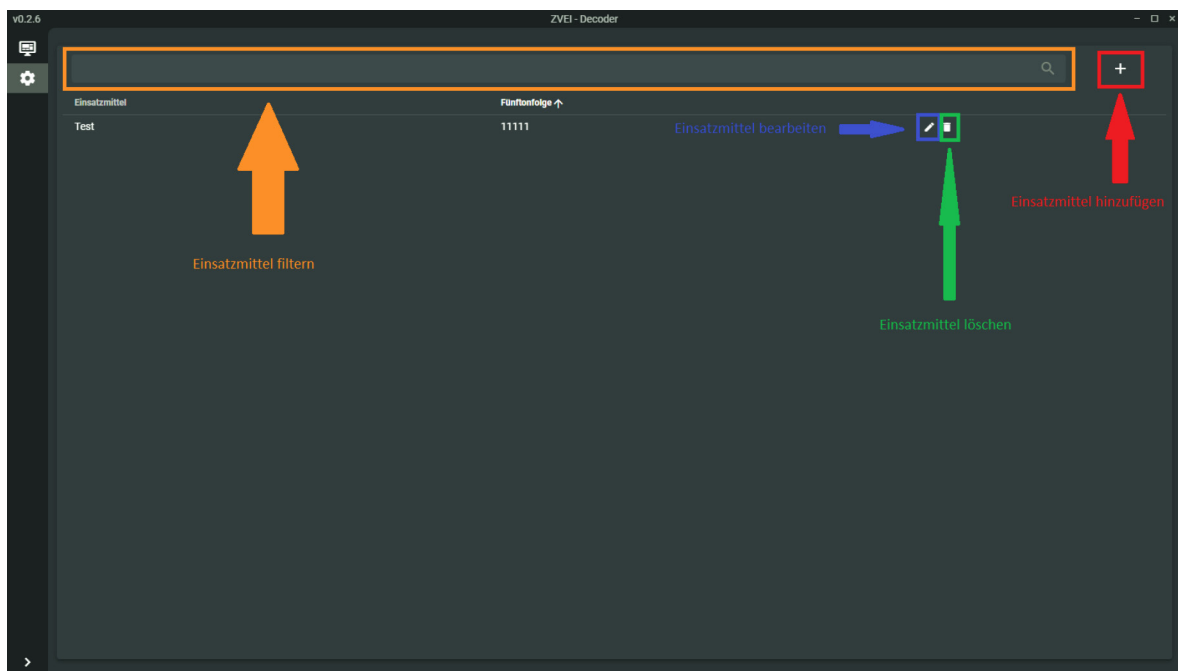 v0.2.6
ZVEI - Decoder
Einsatzmittel
Fünftonfolge
Test
11111
Einsatzmittel bearbeiten
Einsatzmittel hinzufügen
Einsatzmittel filtern
Einsatzmittel löschen